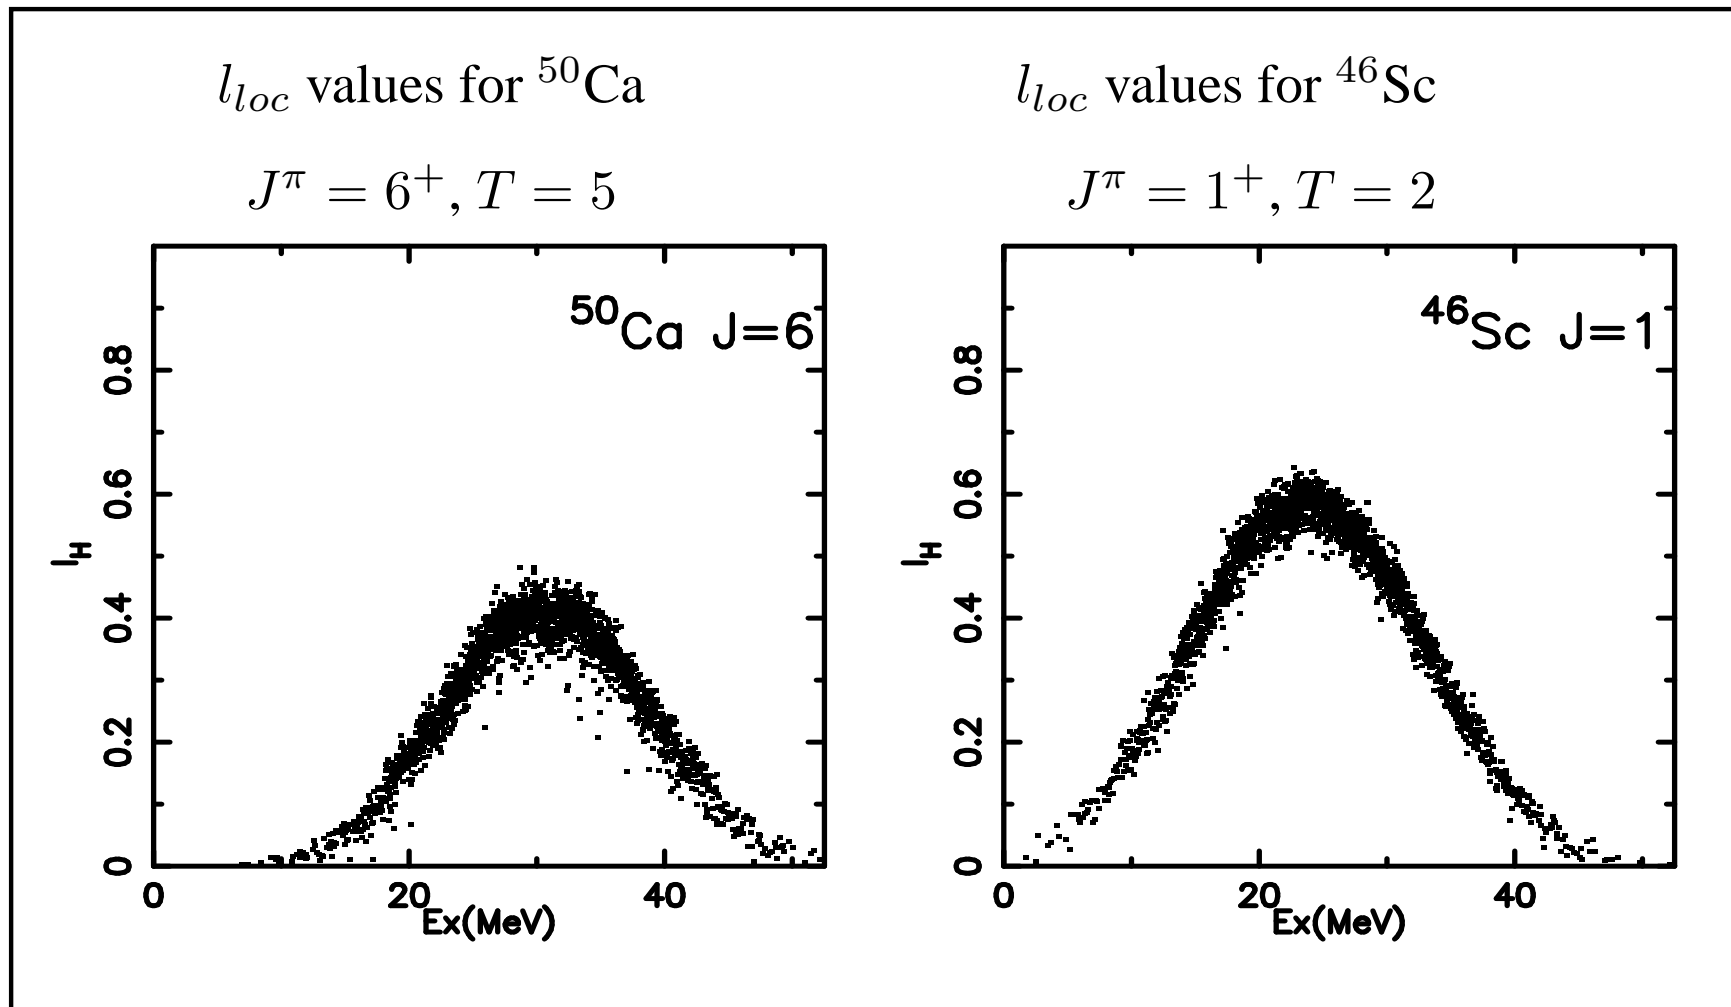 l_loc values for ⁵⁰Ca
J^π = 6⁺, T = 5
⁵⁰Ca J=6
0.8
0.6
0.4
0.2
0
l_H
0 20 40
Ex(MeV)
l_loc values for ⁴⁶Sc
J^π = 1⁺, T = 2
⁴⁶Sc J=1
0.8
0.6
0.4
0.2
0
l_H
0 20 40
Ex(MeV)